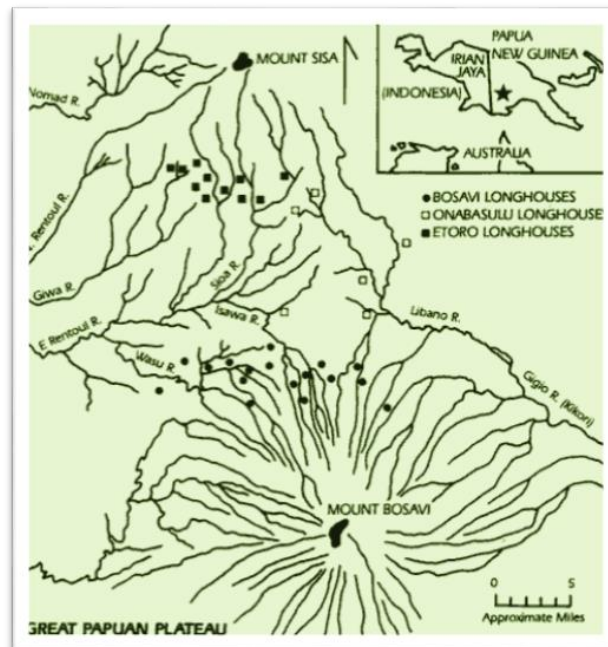 MOUNT SISA
PAPUA
NEW GUINEA
IRIAN
JAYA
(INDONESIA)
AUSTRALIA
Nomad R.
● BOSAVI LONGHOUSES
□ ONABASULU LONGHOUSE
■ ETORO LONGHOUSES
Rentoul R.
Sioa R.
Giwa R.
Isawa R.
Libano R.
E Rentoul R.
Wasu R.
Gigio R. (Kikori)
MOUNT BOSAVI
0 5
Approximate Miles
GREAT PAPUAN PLATEAU